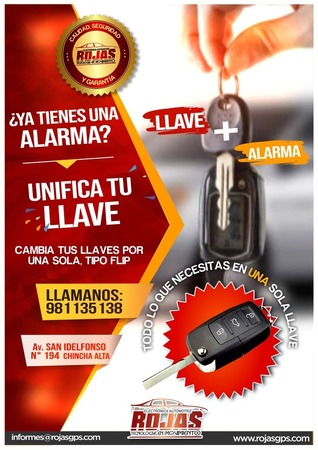 CALIDAD, SEGURIDAD
ROJAS
Y GARANTÍA
¿YA TIENES UNA
ALARMA?
LLAVE
+
ALARMA
UNIFICA TU
LLAVE
CAMBIA TUS LLAVES POR
UNA SOLA, TIPO FLIP
LLAMANOS:
981135138
Av. SAN IDELFONSO
N° 194 CHINCHA ALTA
TODO LO QUE NECESITAS EN UNA SOLA LLAVE
ELECTRÓNICA AUTOMOTRIZ
ROJAS
TECNOLOGÍA EN MOVIMIENTO
informes@rojasgps.com
www.rojasgps.com